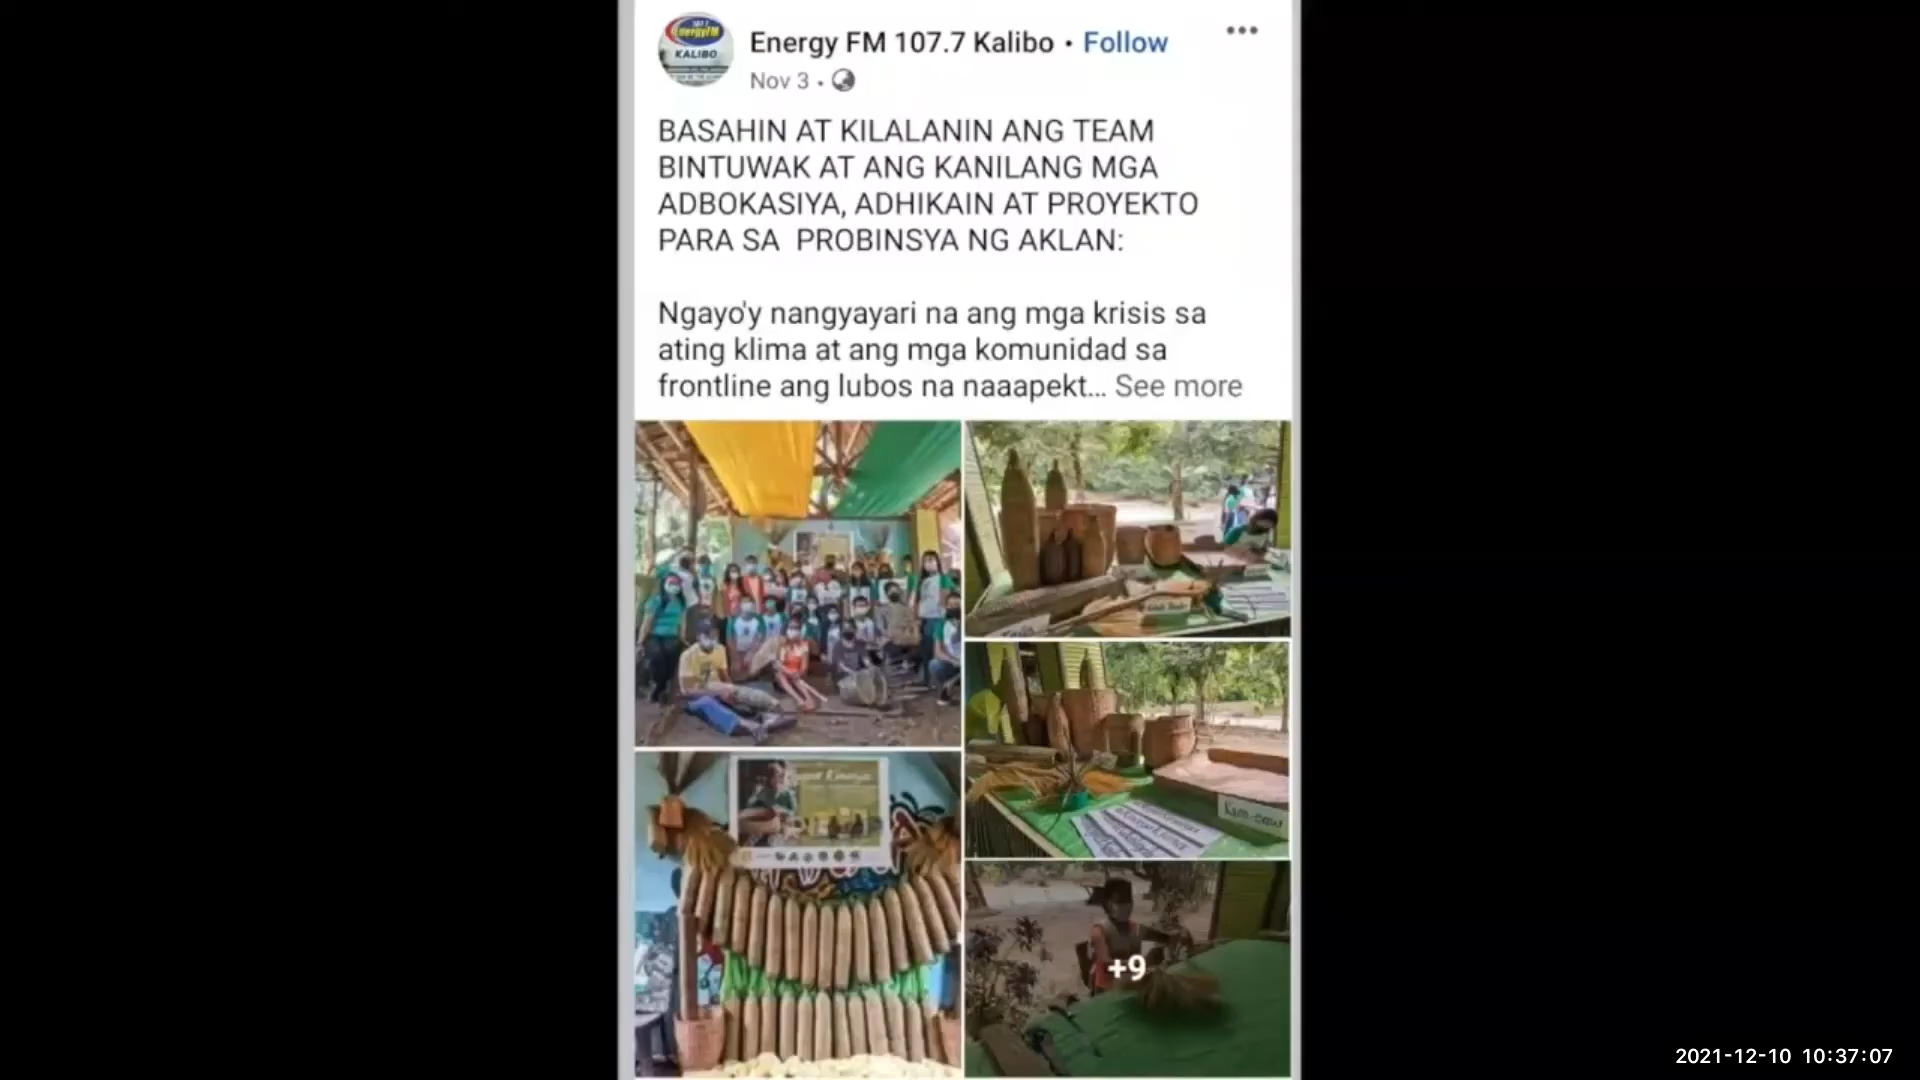 Energy FM 107.7 Kalibo • Follow
Nov 3 •
BASAHIN AT KILALANIN ANG TEAM
BINTUWAK AT ANG KANILANG MGA
ADBOKASIYA, ADHIKAIN AT PROYEKTO
PARA SA PROBINSYA NG AKLAN:
Ngayo'y nangyayari na ang mga krisis sa
ating klima at ang mga komunidad sa
frontline ang lubos na naaapekt... See more
KALIBO
+9
2021-12-10 10:37:07